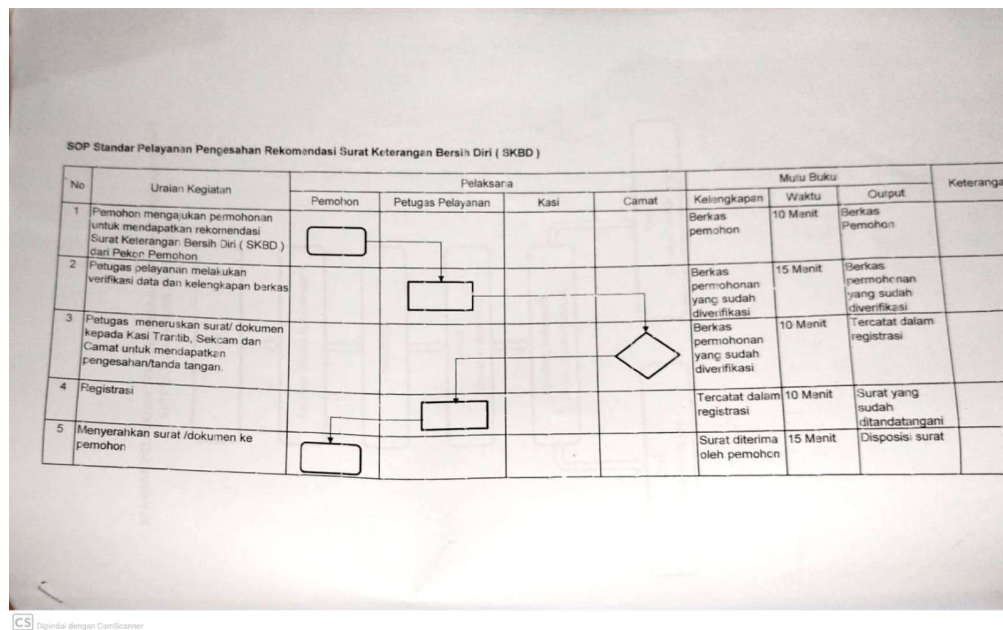 SOP Standar Pelayanan Pengesahan Rekomendasi Surat Keterangan Bersih Diri ( SKBD )
No
Uraian Kegiatan
Pelaksana
Mutu Buku
Keteranga
Pemohon
Petugas Pelayanan
Kasi
Camat
Kelengkapan
Waktu
Output
1
Pemohon mengajukan permohonan
untuk mendapatkan rekomendasi
Surat Keterangan Bersih Diri ( SKBD )
dari Pekon Pemohon
Berkas
pemohon
10 Menit
Berkas
Pemohon
2
Petugas pelayanan melakukan
verifikasi data dan kelengkapan berkas
Berkas
permohonan
yang sudah
diverifikasi
15 Menit
Berkas
permohonan
yang sudah
diverifikasi
3
Petugas meneruskan surat/ dokumen
kepada Kasi Trantib, Sekcam dan
Camat untuk mendapatkan
pengesahan/tanda tangan.
Berkas
permohonan
yang sudah
diverifikasi
10 Menit
Tercatat dalam
registrasi
4
Registrasi
Tercatat dalam
registrasi
10 Menit
Surat yang
sudah
ditandatangani
5
Menyerahkan surat /dokumen ke
pemohon
Surat diterima
oleh pemohon
15 Menit
Disposisi surat
CS Dipindai dengan CamScanner